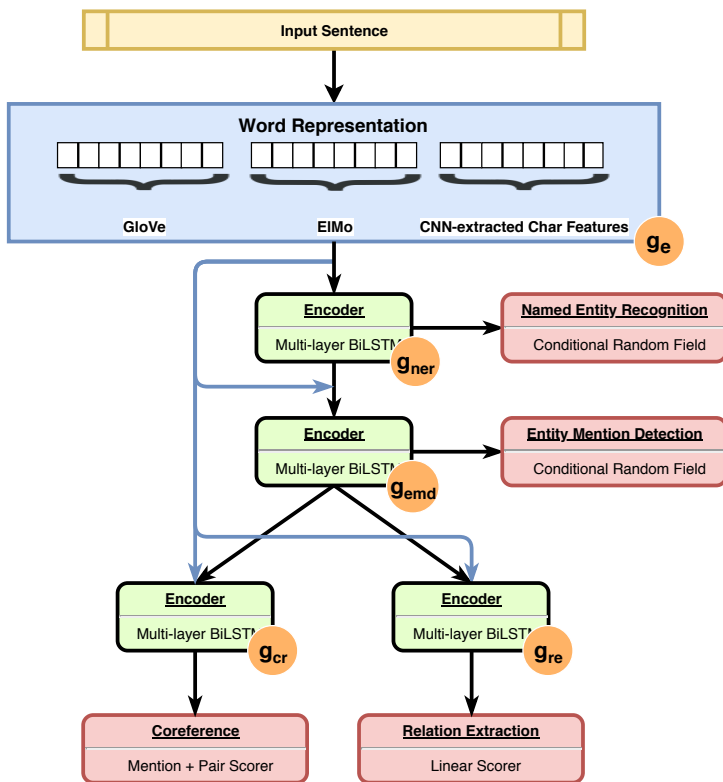 Input Sentence
Word Representation
GloVe
ElMo
CNN-extracted Char Features
ge
Encoder
Multi-layer BiLSTM
gner
Named Entity Recognition
Conditional Random Field
Encoder
Multi-layer BiLSTM
gemd
Entity Mention Detection
Conditional Random Field
Encoder
Multi-layer BiLSTM
gcr
Encoder
Multi-layer BiLSTM
gre
Coreference
Mention + Pair Scorer
Relation Extraction
Linear Scorer